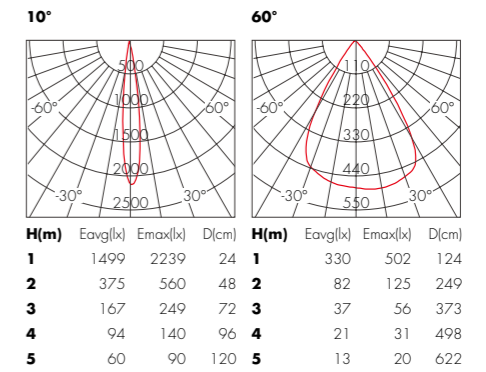 10° 60°
500 110
1000 220
-60° 60° -60° 60°
1500 330
2000 440
-30° 30° -30° 30°
2500 550
H(m) Eavg(lx) Emax(lx) D(cm) H(m) Eavg(lx) Emax(lx) D(cm)
1 1499 2239 24 1 330 502 124
2 375 560 48 2 82 125 249
3 167 249 72 3 37 56 373
4 94 140 96 4 21 31 498
5 60 90 120 5 13 20 622